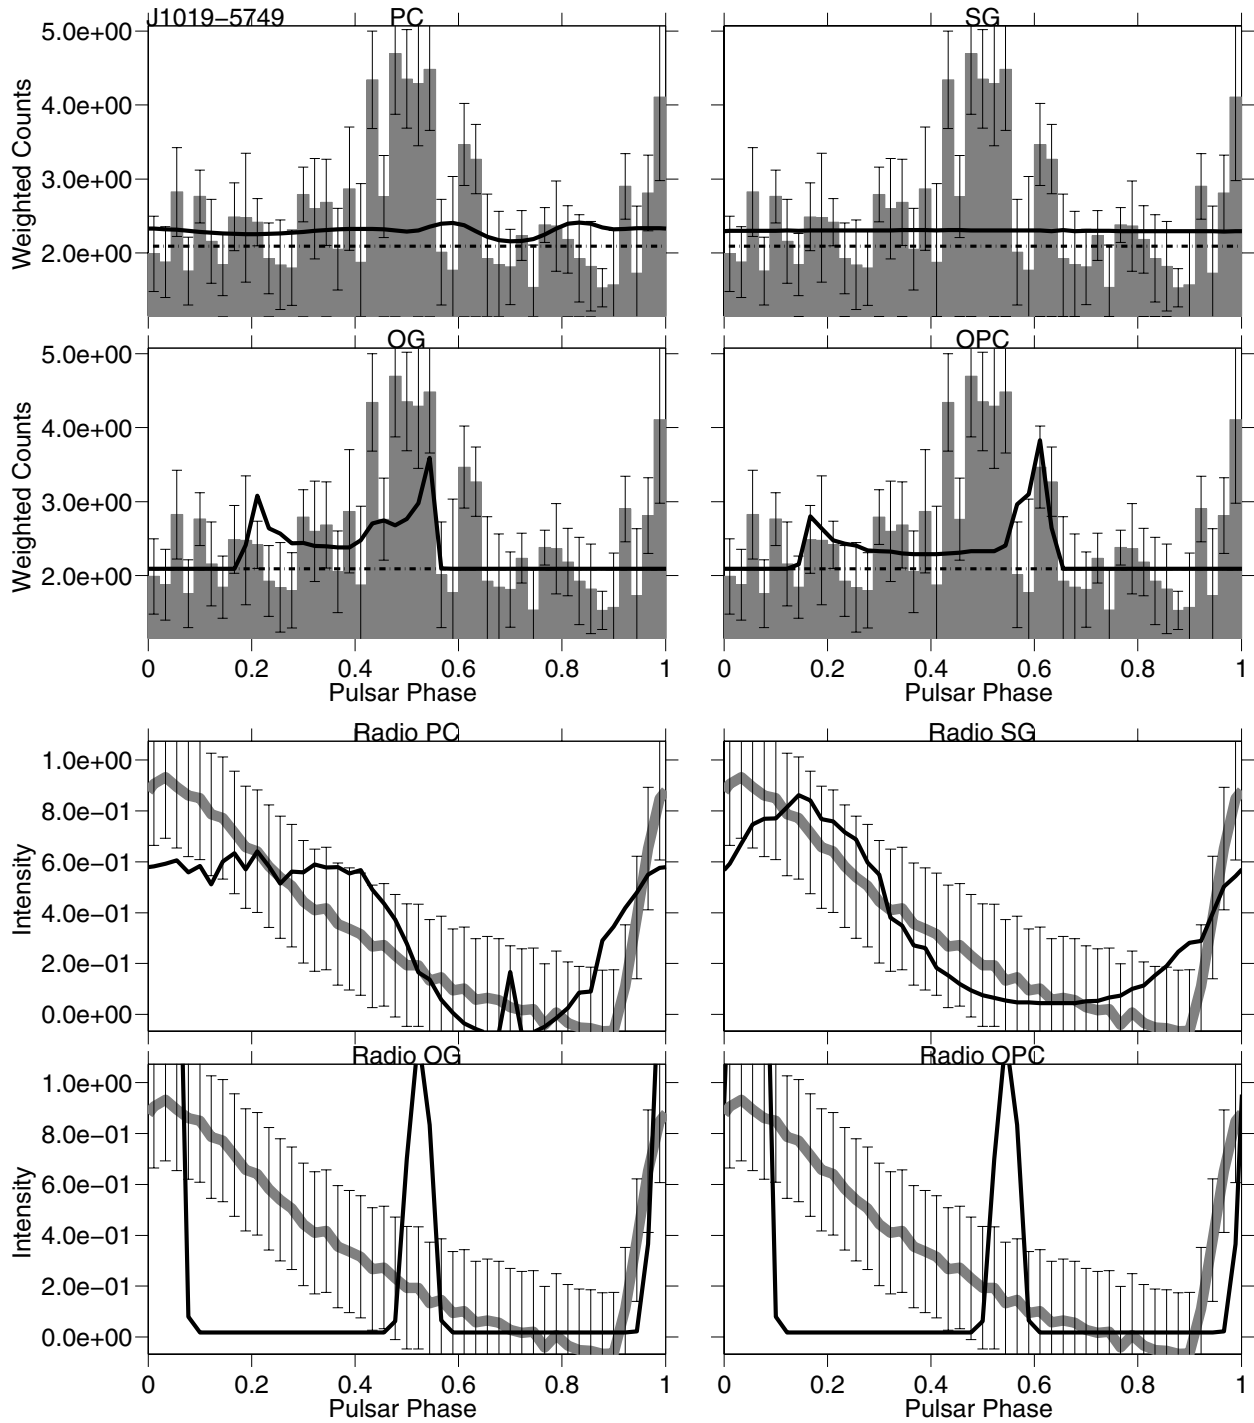 J1019−5749
PC
SG
5.0e+00
4.0e+00
3.0e+00
2.0e+00
Weighted Counts
OG
OPC
5.0e+00
4.0e+00
3.0e+00
2.0e+00
Weighted Counts
0 0.2 0.4 0.6 0.8 1
0 0.2 0.4 0.6 0.8 1
Pulsar Phase
Pulsar Phase
Radio PC
Radio SG
1.0e+00
8.0e−01
6.0e−01
4.0e−01
2.0e−01
0.0e+00
Intensity
Radio OG
Radio OPC
1.0e+00
8.0e−01
6.0e−01
4.0e−01
2.0e−01
0.0e+00
Intensity
0 0.2 0.4 0.6 0.8 1
0 0.2 0.4 0.6 0.8 1
Pulsar Phase
Pulsar Phase